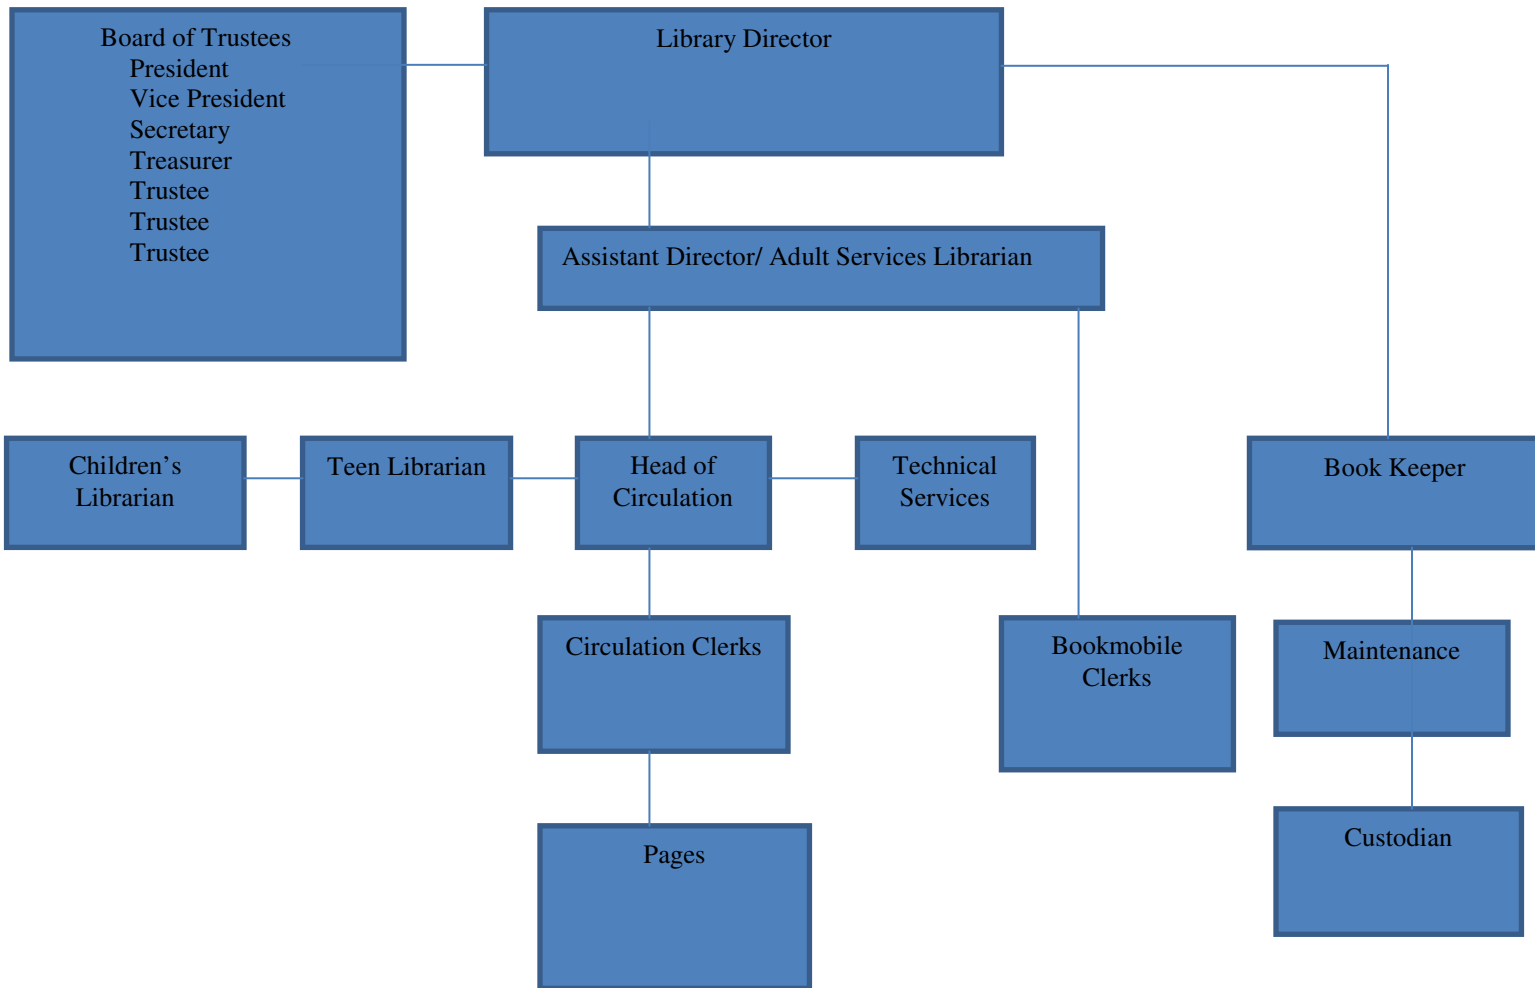 Board of Trustees
President
Vice President
Secretary
Treasurer
Trustee
Trustee
Trustee
Library Director
Assistant Director/ Adult Services Librarian
Children’s
Librarian
Teen Librarian
Head of
Circulation
Technical
Services
Book Keeper
Circulation Clerks
Bookmobile
Clerks
Maintenance
Pages
Custodian